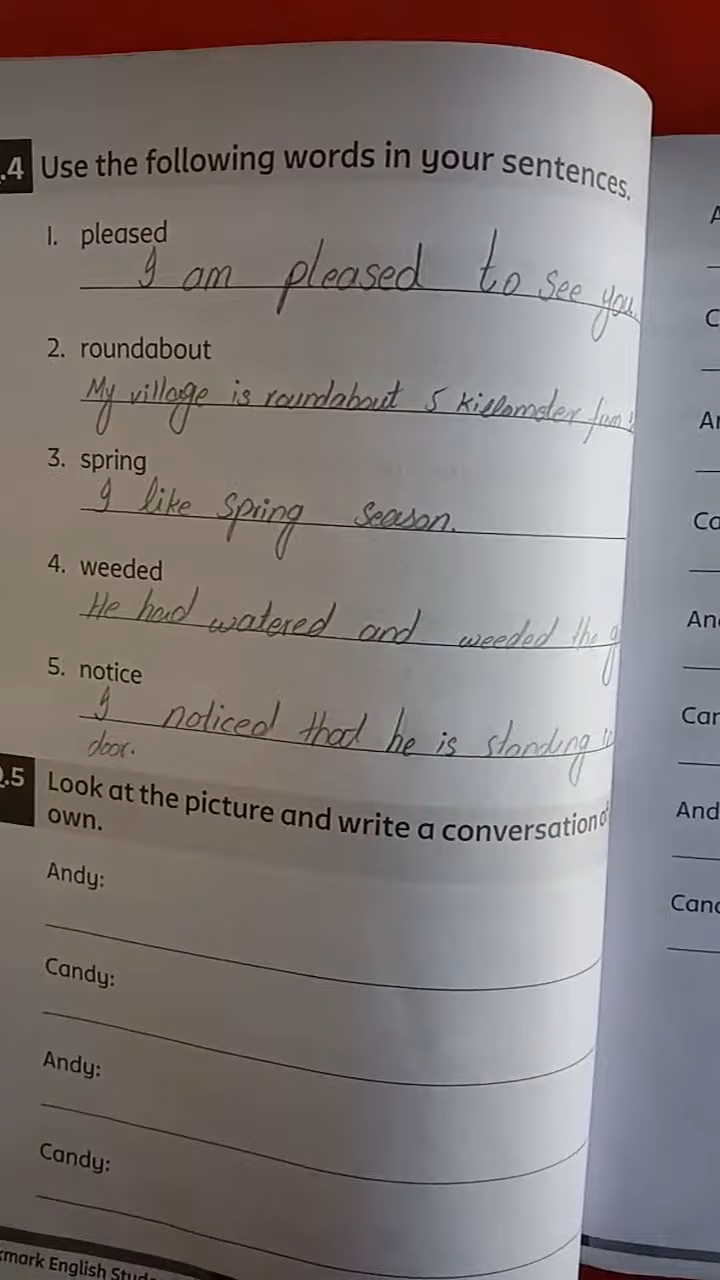 .4 Use the following words in your sentences.
1. pleased
I am pleased to see you.
2. roundabout
My village is roundabout 5 killameter
3. spring
I like spring season.
4. weeded
He had watered and weeded the
5. notice
I noticed that he is standing
door.
.5 Look at the picture and write a conversation
own.
Andy:
Candy:
Andy:
Candy:
mark English
A
C
Ar
Ca
An
Car
And
Canc